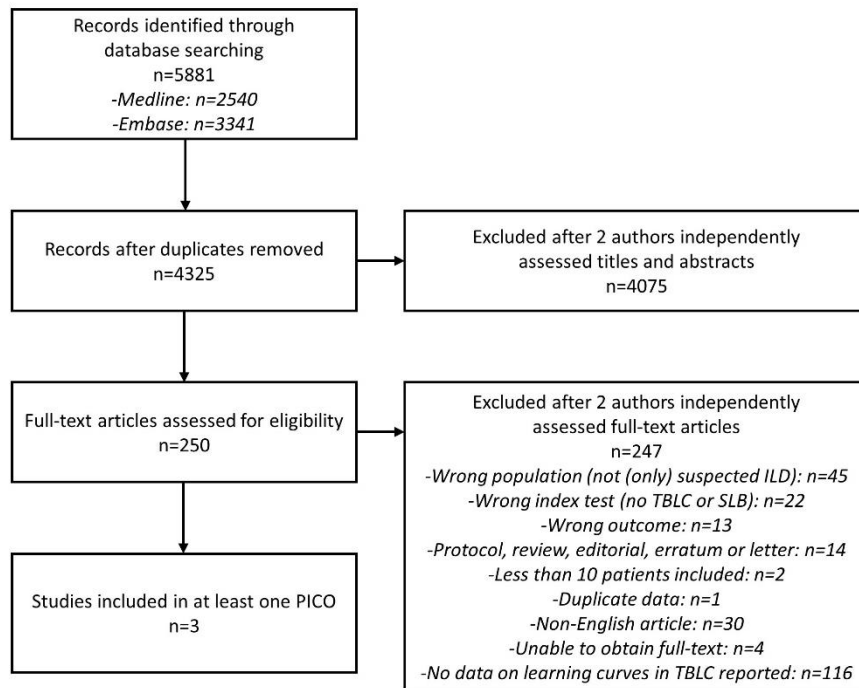 Records identified through
database searching
n=5881
-Medline: n=2540
-Embase: n=3341
Records after duplicates removed
n=4325
Excluded after 2 authors independently
assessed titles and abstracts
n=4075
Full-text articles assessed for eligibility
n=250
Excluded after 2 authors independently
assessed full-text articles
n=247
-Wrong population (not (only) suspected ILD): n=45
-Wrong index test (no TBLC or SLB): n=22
-Wrong outcome: n=13
-Protocol, review, editorial, erratum or letter: n=14
-Less than 10 patients included: n=2
-Duplicate data: n=1
-Non-English article: n=30
-Unable to obtain full-text: n=4
-No data on learning curves in TBLC reported: n=116
Studies included in at least one PICO
n=3